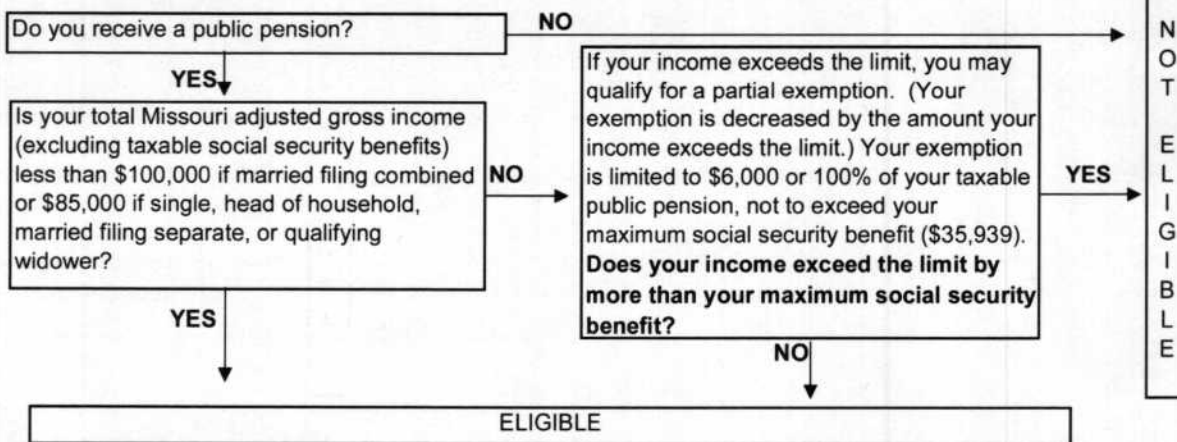 Do you receive a public pension?
NO
YES
Is your total Missouri adjusted gross income
(excluding taxable social security benefits)
less than $100,000 if married filing combined
or $85,000 if single, head of household,
married filing separate, or qualifying
widower?
NO
If your income exceeds the limit, you may
qualify for a partial exemption. (Your
exemption is decreased by the amount your
income exceeds the limit.) Your exemption
is limited to $6,000 or 100% of your taxable
public pension, not to exceed your
maximum social security benefit ($35,939).
Does your income exceed the limit by
more than your maximum social security
benefit?
YES
N
O
T
E
L
I
G
I
B
L
E
YES
NO
ELIGIBLE